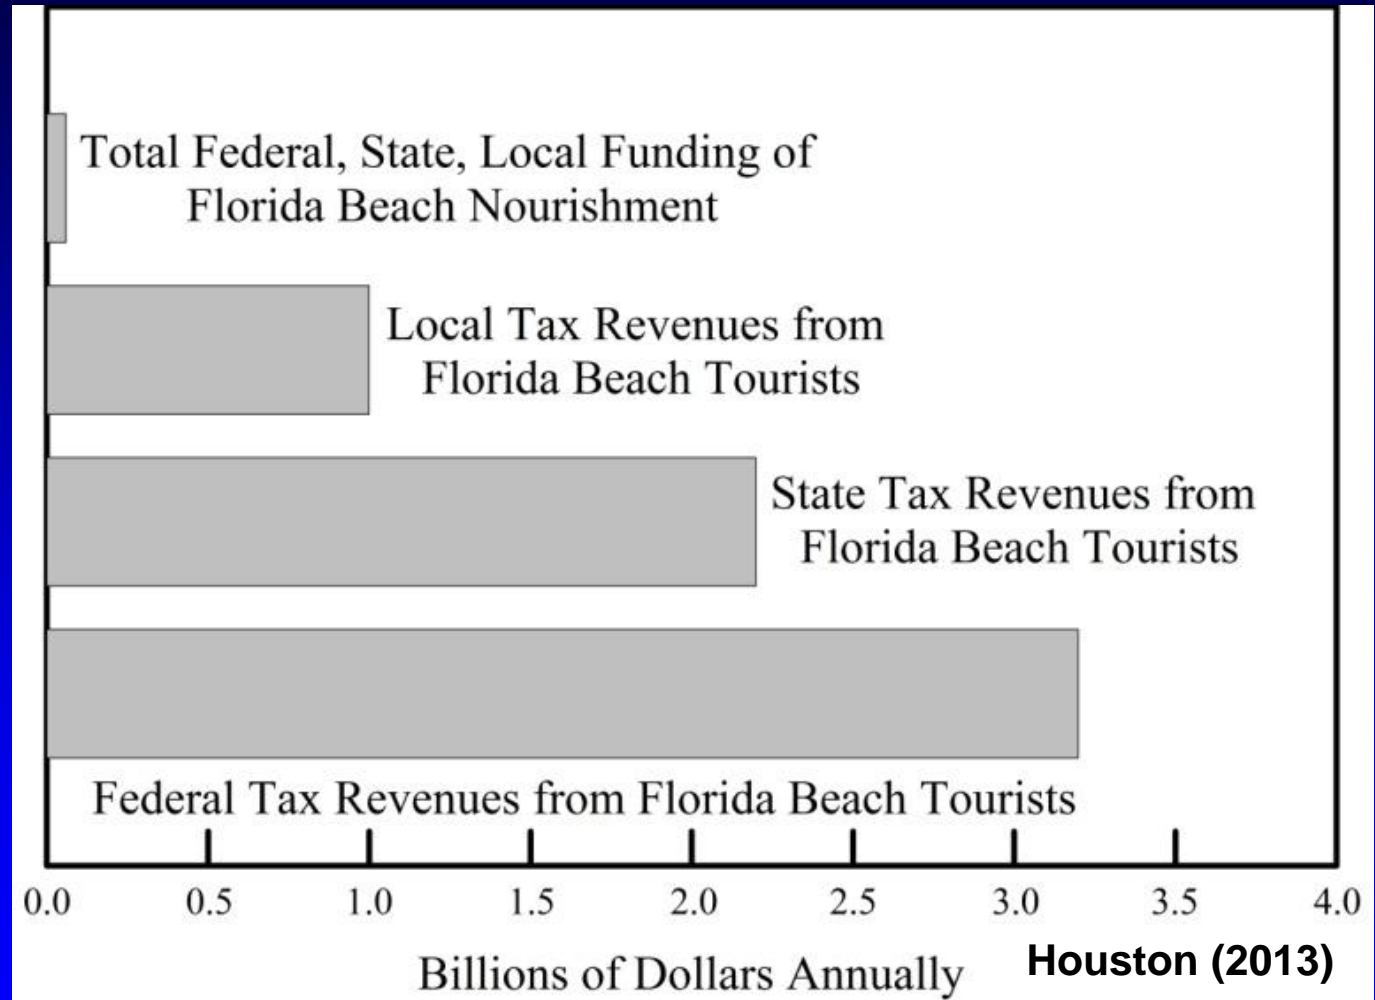 Total Federal, State, Local Funding of
Florida Beach Nourishment
Local Tax Revenues from
Florida Beach Tourists
State Tax Revenues from
Florida Beach Tourists
Federal Tax Revenues from Florida Beach Tourists
0.0 0.5 1.0 1.5 2.0 2.5 3.0 3.5 4.0
Billions of Dollars Annually
Houston (2013)